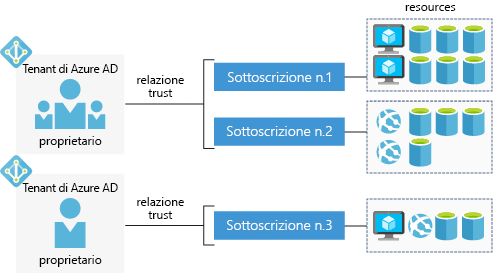 resources
Tenant di Azure AD
proprietario
relazione
trust
Sottoscrizione n.1
Sottoscrizione n.2
Tenant di Azure AD
proprietario
relazione
trust
Sottoscrizione n.3